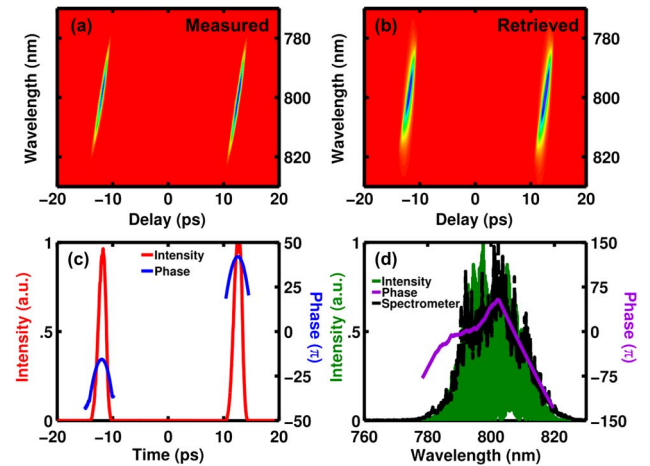 (a) Measured
(b) Retrieved
Wavelength (nm)
780
800
820
Wavelength (nm)
780
800
820
−20 −10 0 10 20
−20 −10 0 10 20
Delay (ps)
Delay (ps)
(c)
Intensity
Phase
Intensity (a.u.)
1
.5
0
50
25
0
−25
−50
Phase (π)
−20 −10 0 10 20
Time (ps)
(d)
Intensity
Phase
Spectrometer
Intensity (a.u.)
1
.5
0
150
75
0
−75
−150
Phase (π)
760 780 800 820
Wavelength (nm)